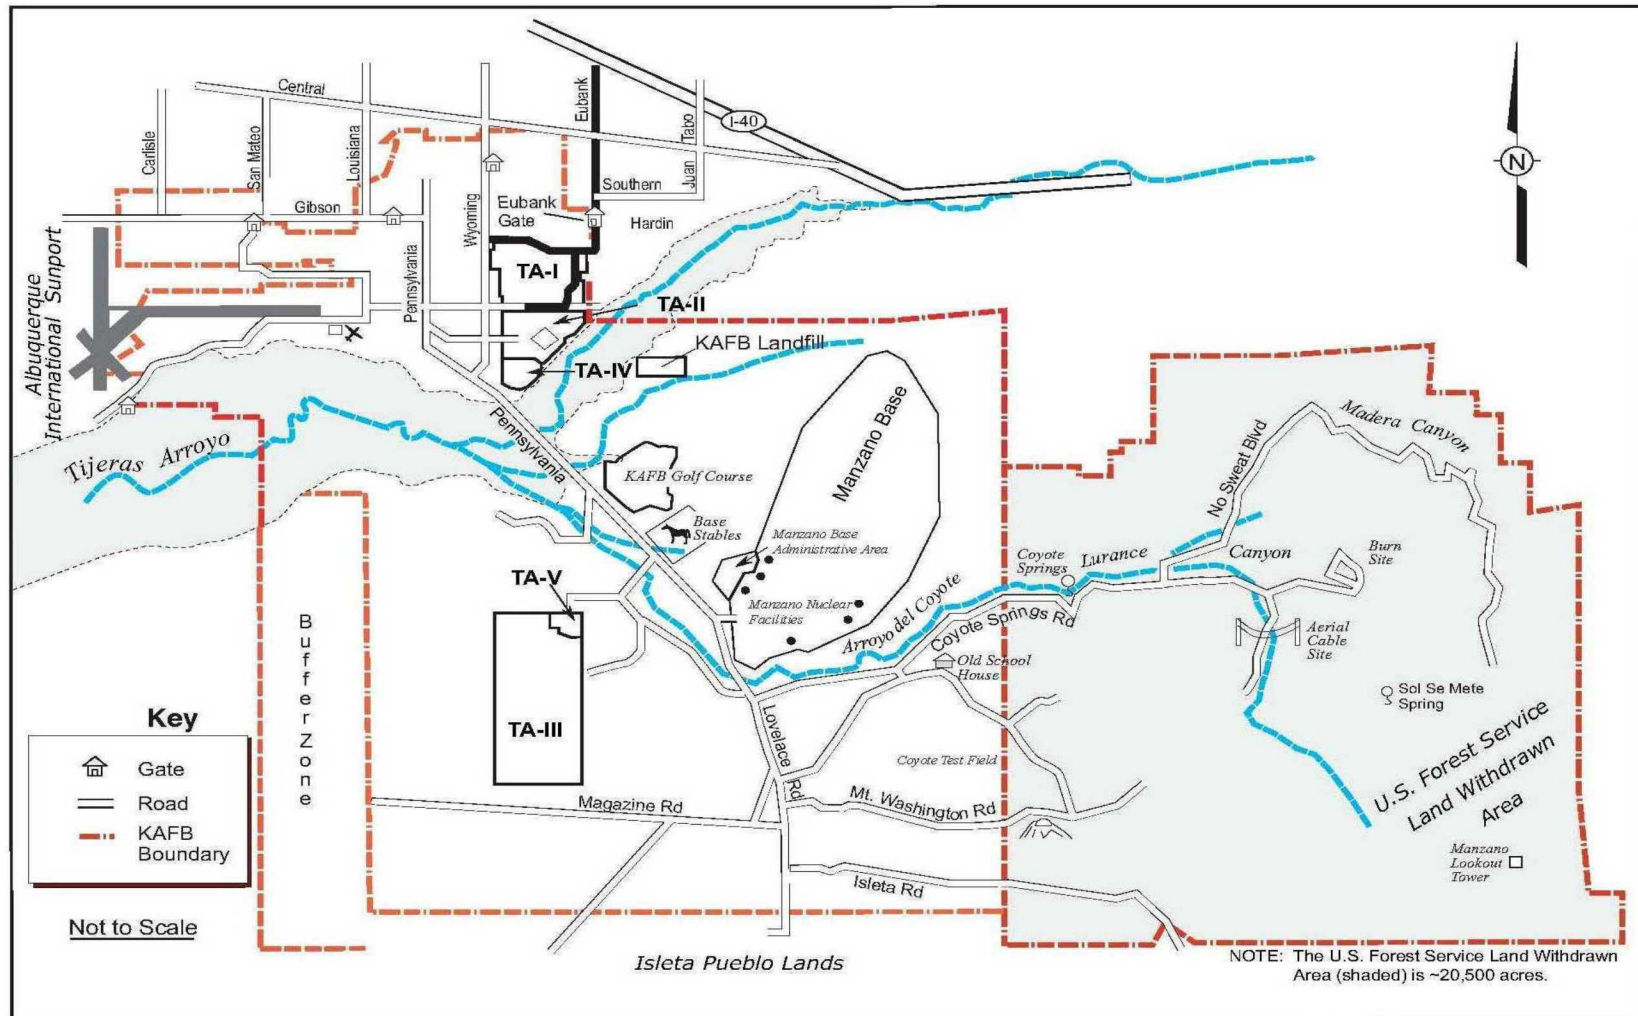 Central
Eubank
I-40
Carlisle
San Mateo
Louisiana
Juan Tabo
N
Wyoming
Southern
Eubank
Gate
Gibson
Hardin
Pennsylvania
TA-I
Albuquerque
International Sunport
TA-II
KAFB Landfill
TA-IV
Pennsylvania
Manzano Base
Madera Canyon
Tijeras Arroyo
No Sweat Blvd
KAFB Golf Course
Base
Stables
Manzano Base
Administrative Area
Coyote
Springs
Lurance
Canyon
Burn
Site
TA-V
Manzano Nuclear
Facilities
Arroyo del Coyote
Coyote Springs Rd
Aerial
Cable
Site
Buffer Zone
Old School
House
Sol Se Mete
Spring
Key
TA-III
Lovelace Rd
U.S. Forest Service
Land Withdrawn
Area
Gate
Coyote Test Field
Road
Magazine Rd
Mt. Washington Rd
KAFB
Boundary
Manzano
Lookout
Tower
Isleta Rd
Not to Scale
Isleta Pueblo Lands
NOTE: The U.S. Forest Service Land Withdrawn
Area (shaded) is ~20,500 acres.